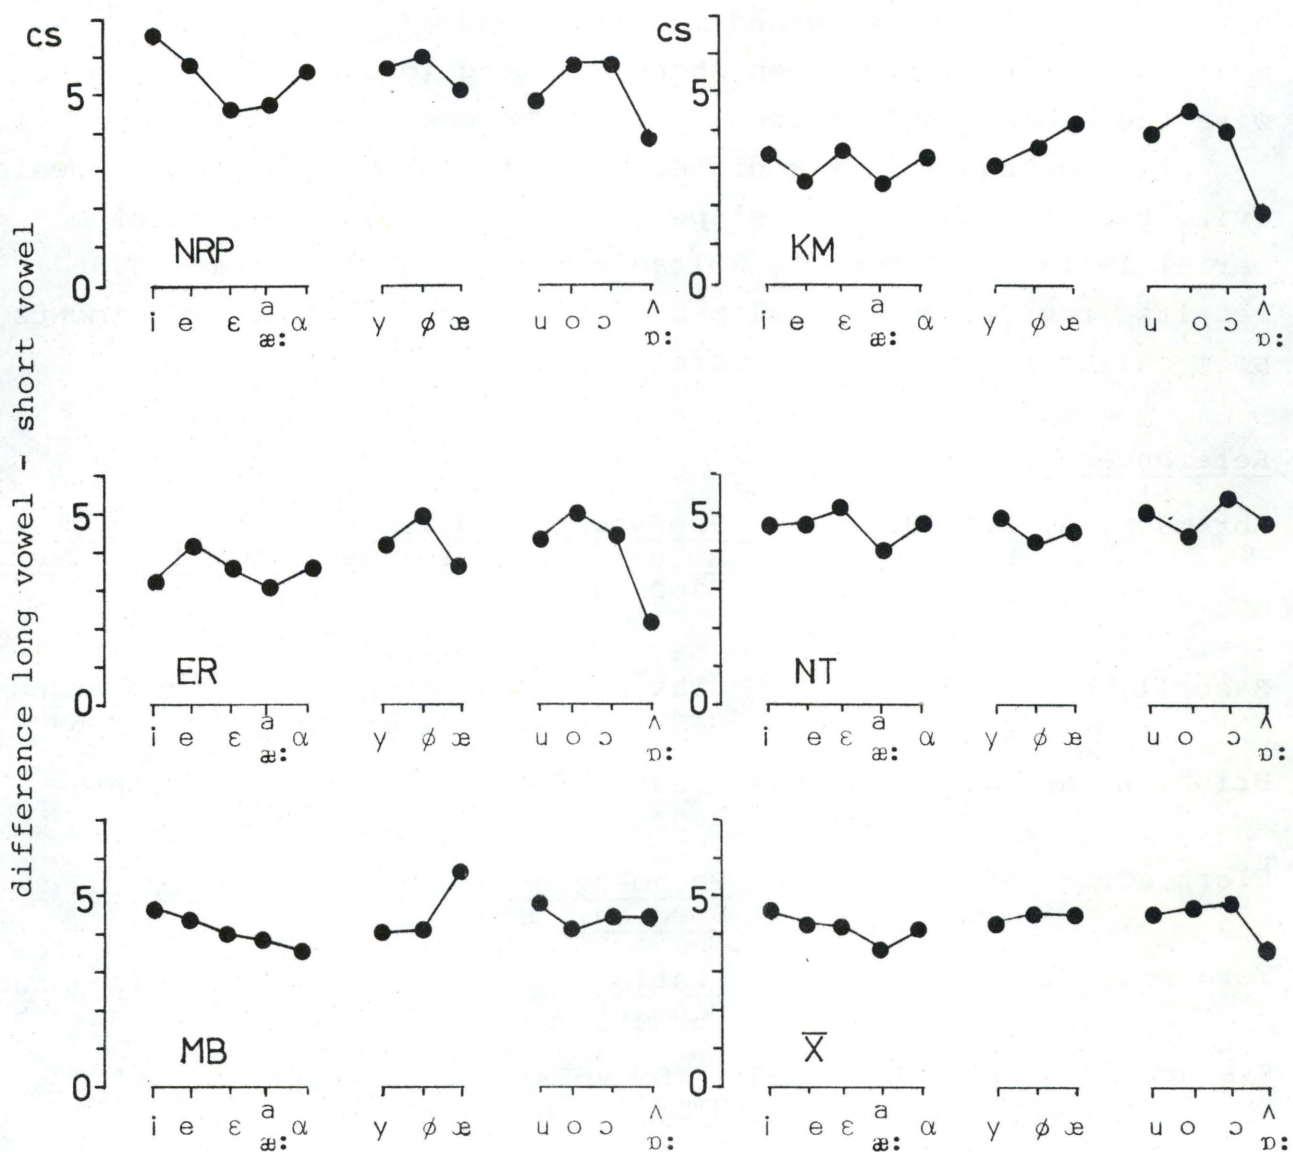 difference long vowel - short vowel
cs
5
0
NRP
i e ɛ a æ: ɑ
y ø œ
u o ɔ ʌ ɒ:
cs
5
0
KM
i e ɛ a æ: ɑ
y ø œ
u o ɔ ʌ ɒ:
5
0
ER
i e ɛ a æ: ɑ
y ø œ
u o ɔ ʌ ɒ:
5
0
NT
i e ɛ a æ: ɑ
y ø œ
u o ɔ ʌ ɒ:
5
0
MB
i e ɛ a æ: ɑ
y ø œ
u o ɔ ʌ ɒ:
5
0
X̅
i e ɛ a æ: ɑ
y ø œ
u o ɔ ʌ ɒ: